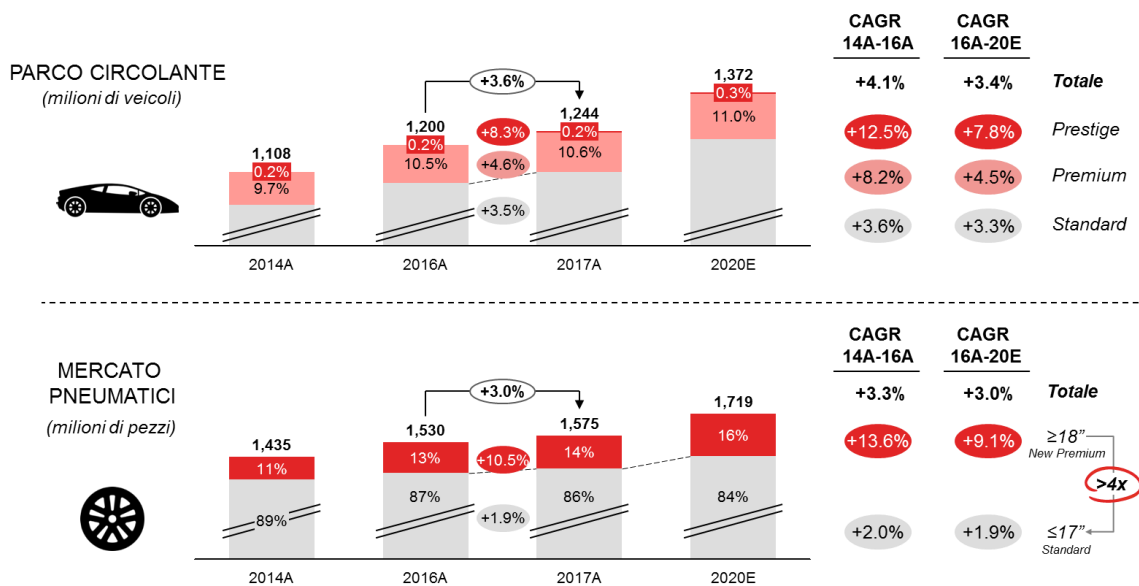 CAGR 14A-16A
CAGR 16A-20E
PARCO CIRCOLANTE
(milioni di veicoli)
+4.1%
+3.4%
Totale
+12.5%
+7.8%
Prestige
+8.2%
+4.5%
Premium
+3.6%
+3.3%
Standard
+3.6%
1,108
0.2%
9.7%
1,200
0.2%
10.5%
+8.3%
+4.6%
+3.5%
1,244
0.2%
10.6%
1,372
0.3%
11.0%
2014A
2016A
2017A
2020E
CAGR 14A-16A
CAGR 16A-20E
MERCATO
PNEUMATICI
(milioni di pezzi)
+3.3%
+3.0%
Totale
+13.6%
+9.1%
≥18”
New Premium
>4x
+2.0%
+1.9%
≤17”
Standard
+3.0%
1,435
11%
89%
1,530
13%
87%
+10.5%
+1.9%
1,575
14%
86%
1,719
16%
84%
2014A
2016A
2017A
2020E